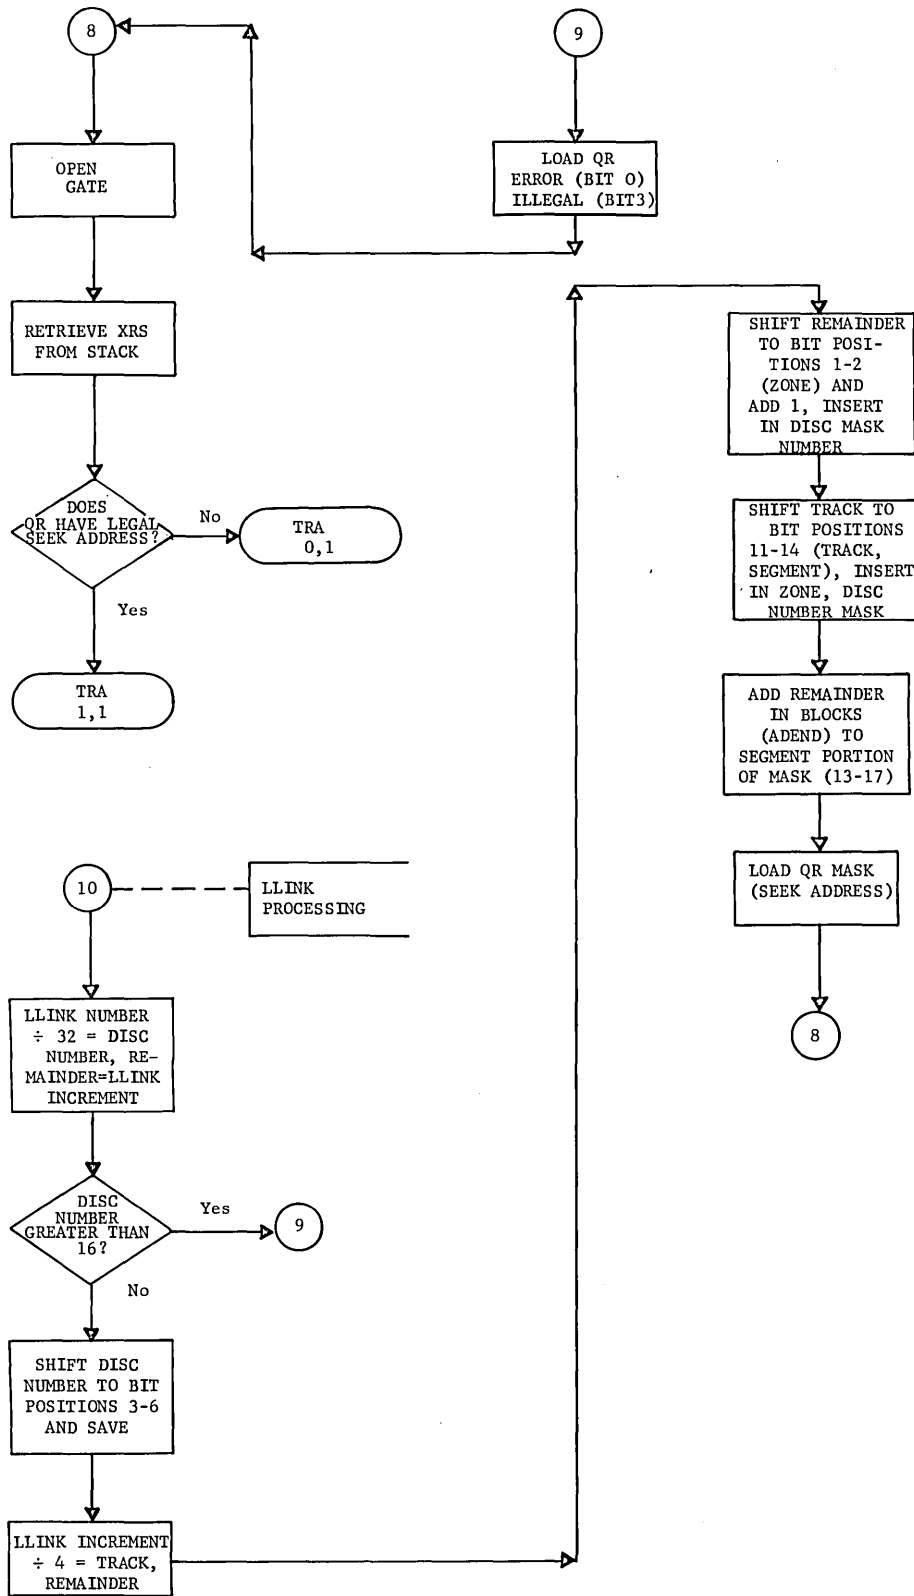 8
OPEN
GATE
RETRIEVE XRS
FROM STACK
DOES
QR HAVE LEGAL
SEEK ADDRESS?
No
TRA
0,1
Yes
TRA
1,1
9
LOAD QR
ERROR (BIT 0)
ILLEGAL (BIT3)
10
LLINK
PROCESSING
LLINK NUMBER
÷ 32 = DISC
NUMBER, RE-
MAINDER=LLINK
INCREMENT
DISC
NUMBER
GREATER THAN
16?
Yes
9
No
SHIFT DISC
NUMBER TO BIT
POSITIONS 3-6
AND SAVE
LLINK INCREMENT
÷ 4 = TRACK,
REMAINDER
SHIFT REMAINDER
TO BIT POSI-
TIONS 1-2
(ZONE) AND
ADD 1, INSERT
IN DISC MASK
NUMBER
SHIFT TRACK TO
BIT POSITIONS
11-14 (TRACK,
SEGMENT), INSERT
IN ZONE, DISC
NUMBER MASK
ADD REMAINDER
IN BLOCKS
(ADEND) TO
SEGMENT PORTION
OF MASK (13-17)
LOAD QR MASK
(SEEK ADDRESS)
8